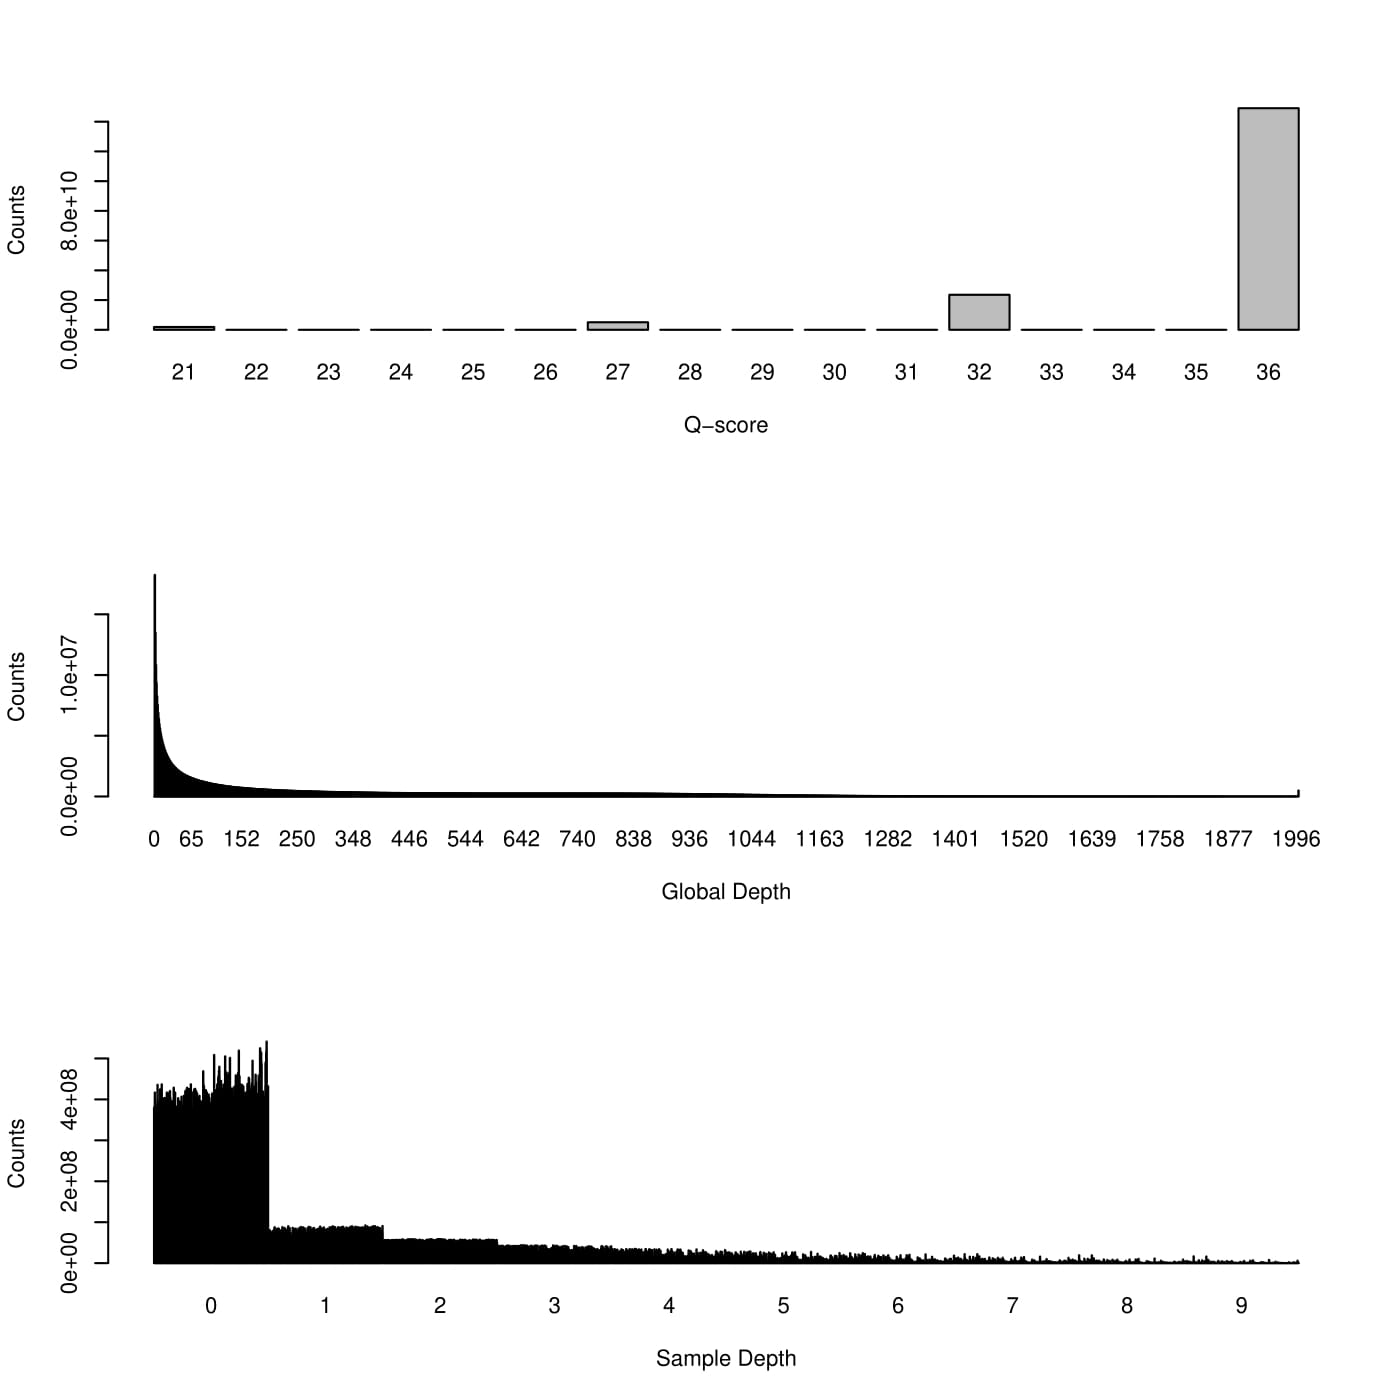 Counts
0.0e+00 8.0e+10
21 22 23 24 25 26 27 28 29 30 31 32 33 34 35 36
Q−score
Counts
0.0e+00 1.0e+07
0 65 152 250 348 446 544 642 740 838 936 1044 1163 1282 1401 1520 1639 1758 1877 1996
Global Depth
Counts
0e+00 2e+08 4e+08
0 1 2 3 4 5 6 7 8 9
Sample Depth